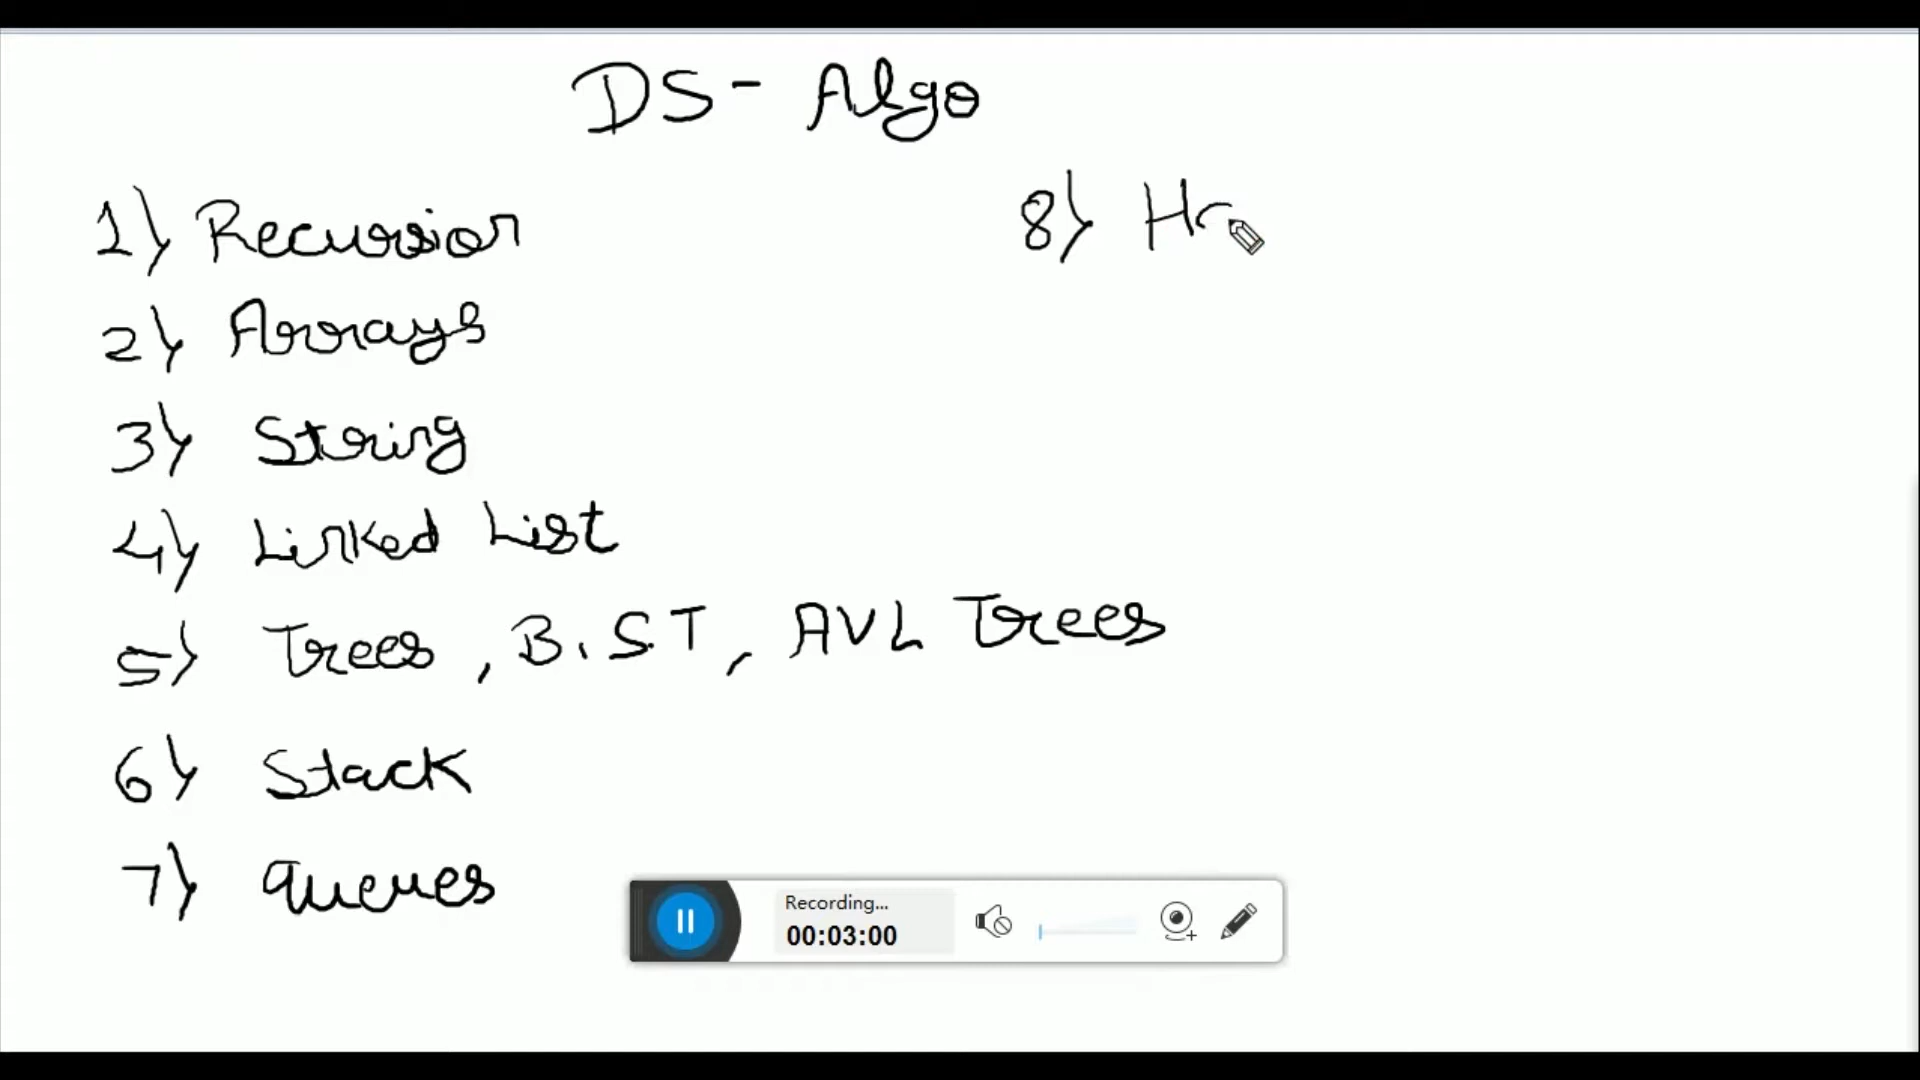 DS - Algo
1) Recursion
2) Arrays
3) String
4) Linked List
5) Trees, B.S.T, AVL Trees
6) Stack
7) Queues
8)
Recording...
00:03:00